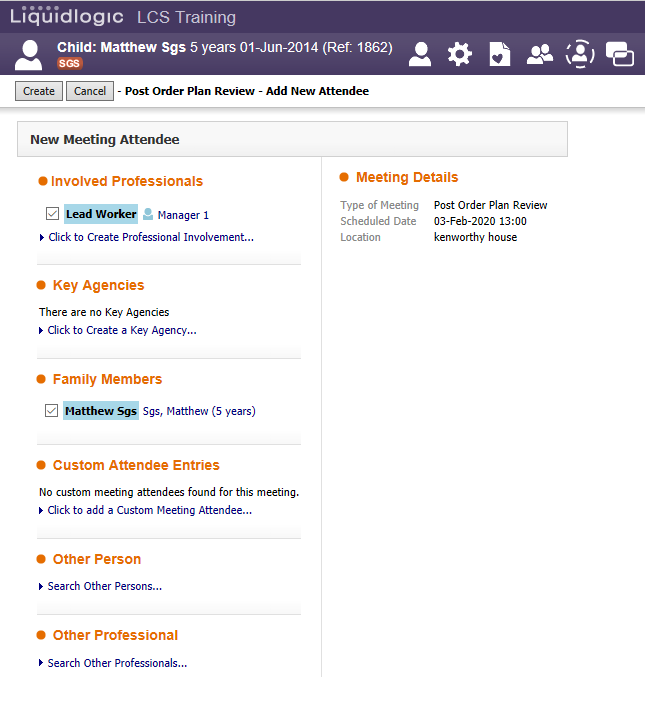 Liquidlogic LCS Training
Child: Matthew Sgs 5 years 01-Jun-2014 (Ref: 1862)
SGS
Create Cancel - Post Order Plan Review - Add New Attendee
New Meeting Attendee
Involved Professionals
Lead Worker Manager 1
Click to Create Professional Involvement...
Key Agencies
There are no Key Agencies
Click to Create a Key Agency...
Family Members
Matthew Sgs Sgs, Matthew (5 years)
Custom Attendee Entries
No custom meeting attendees found for this meeting.
Click to add a Custom Meeting Attendee...
Other Person
Search Other Persons...
Other Professional
Search Other Professionals...
Meeting Details
Type of Meeting Post Order Plan Review
Scheduled Date 03-Feb-2020 13:00
Location kenworthy house